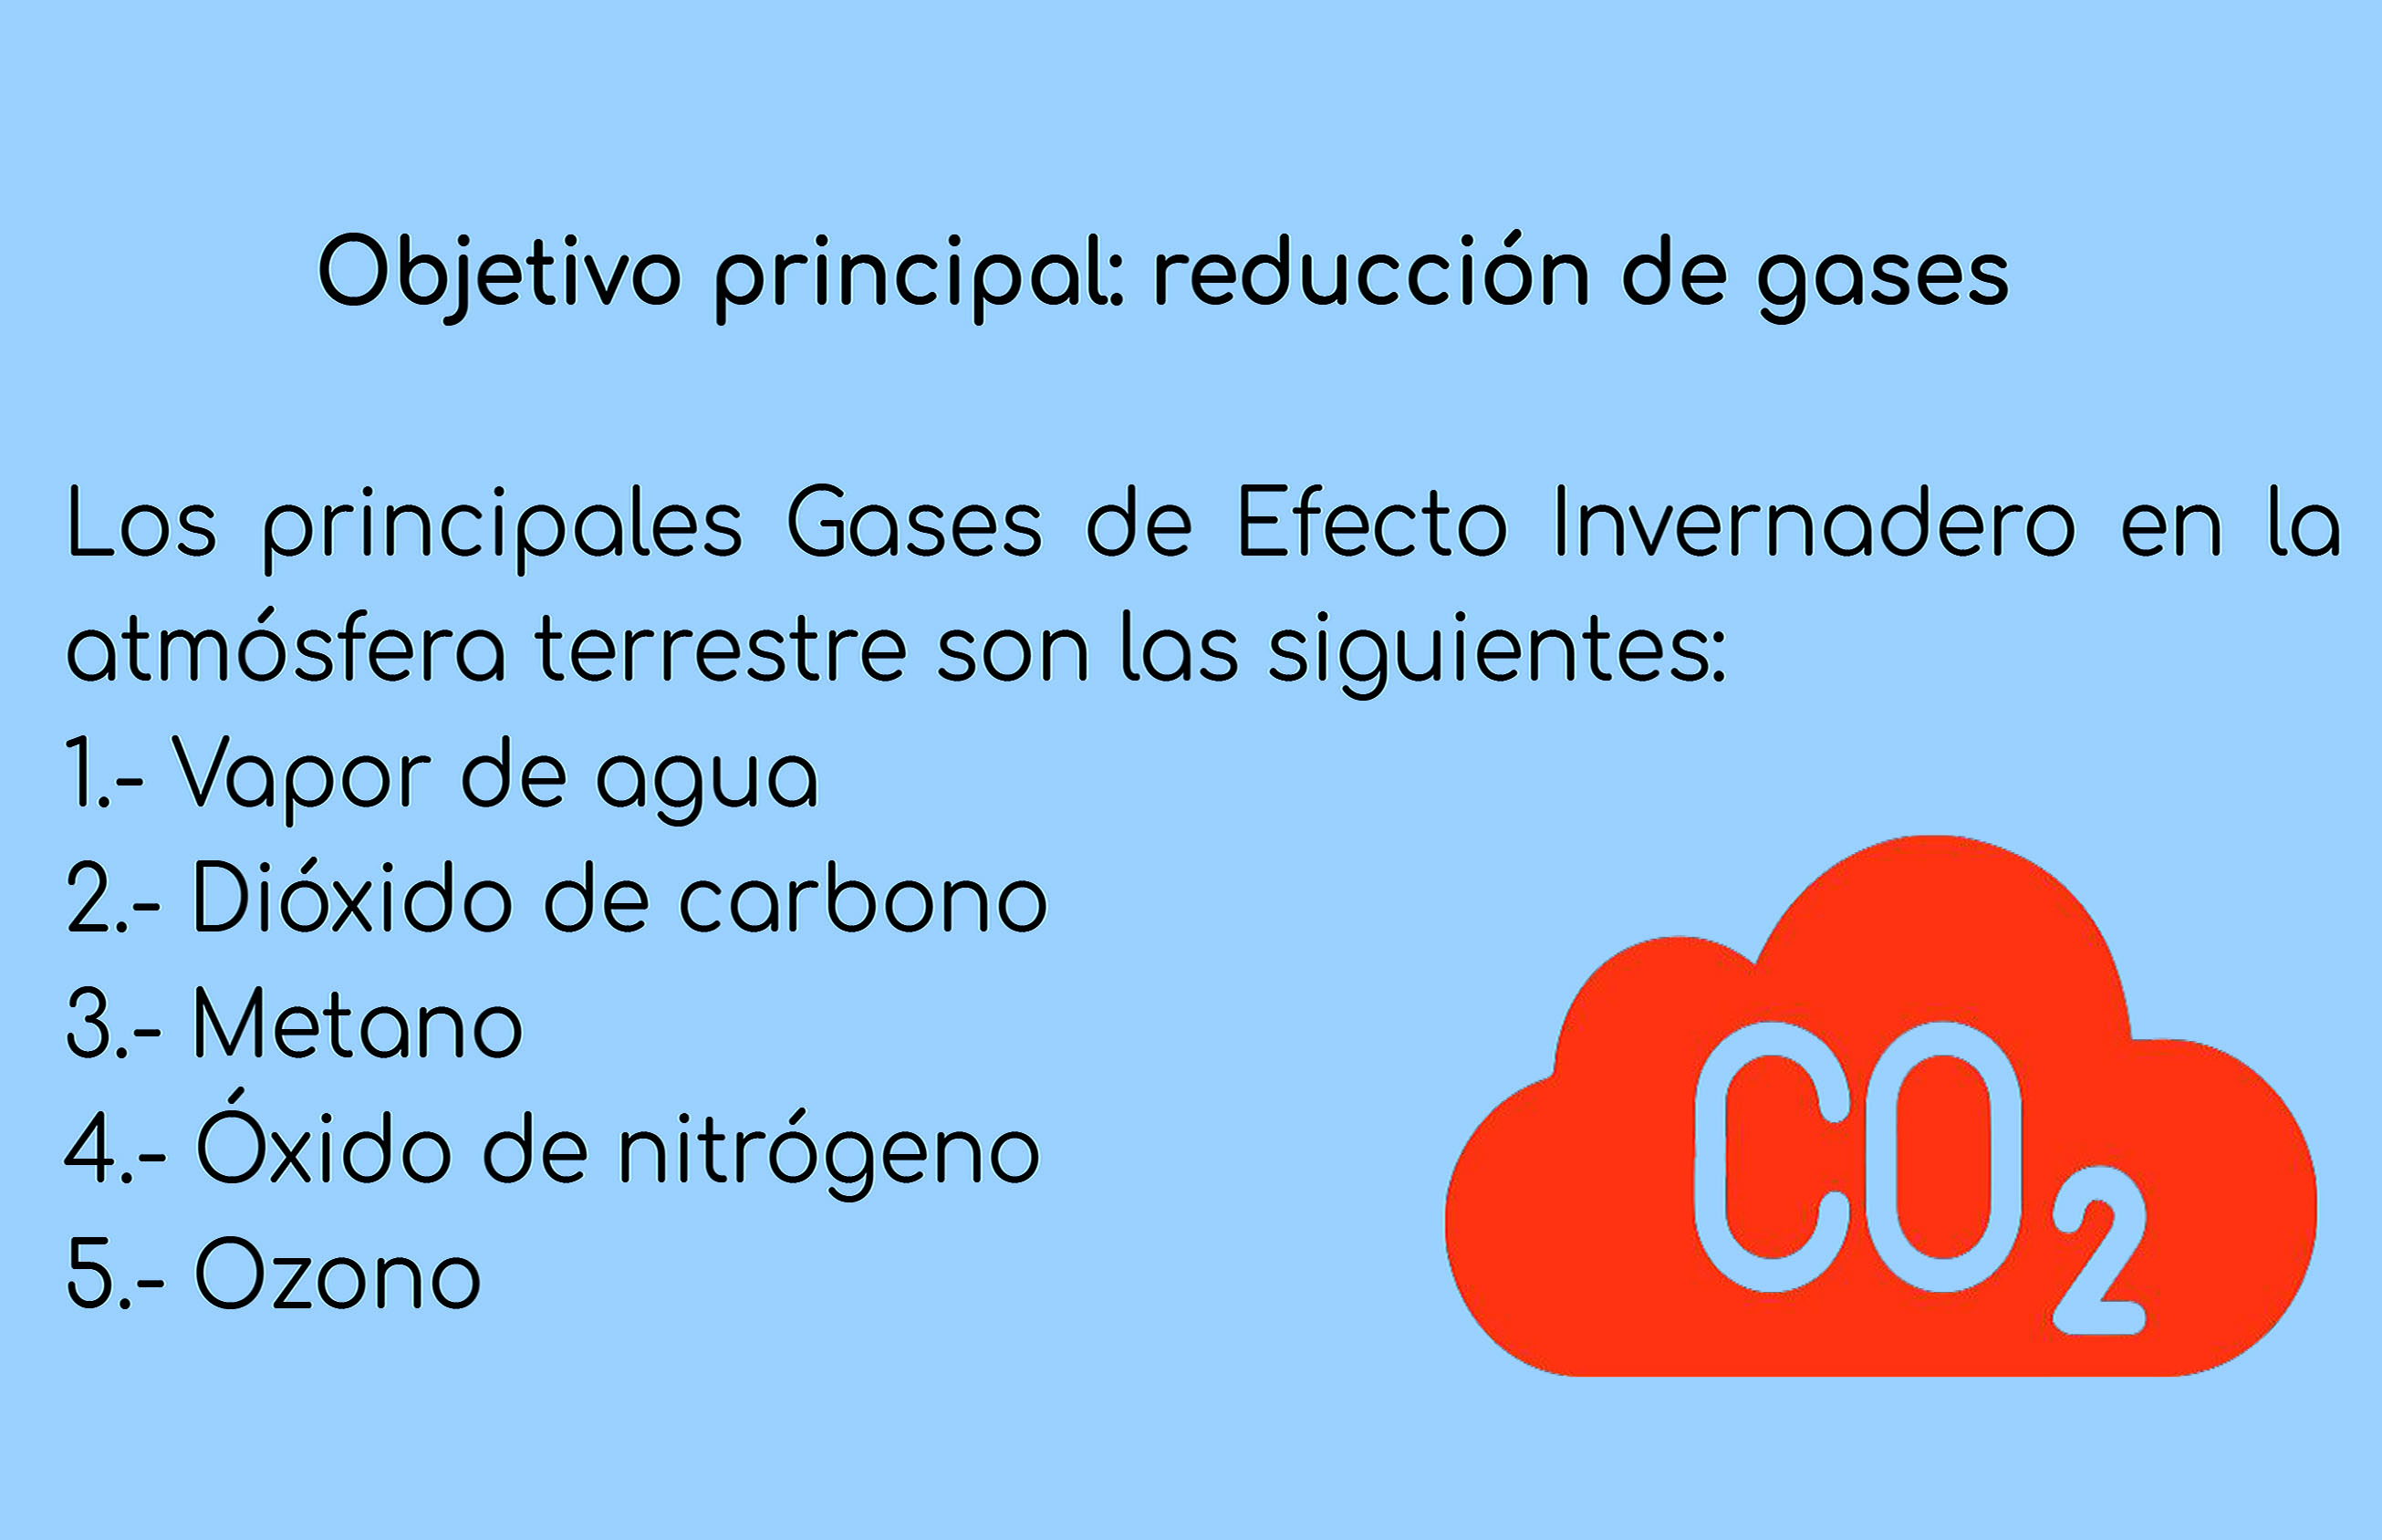 Objetivo principal: reducción de gases
Los principales Gases de Efecto Invernadero en la
atmósfera terrestre son las siguientes:
1.- Vapor de agua
2.- Dióxido de carbono
3.- Metano
4.- Óxido de nitrógeno
5.- Ozono
CO2